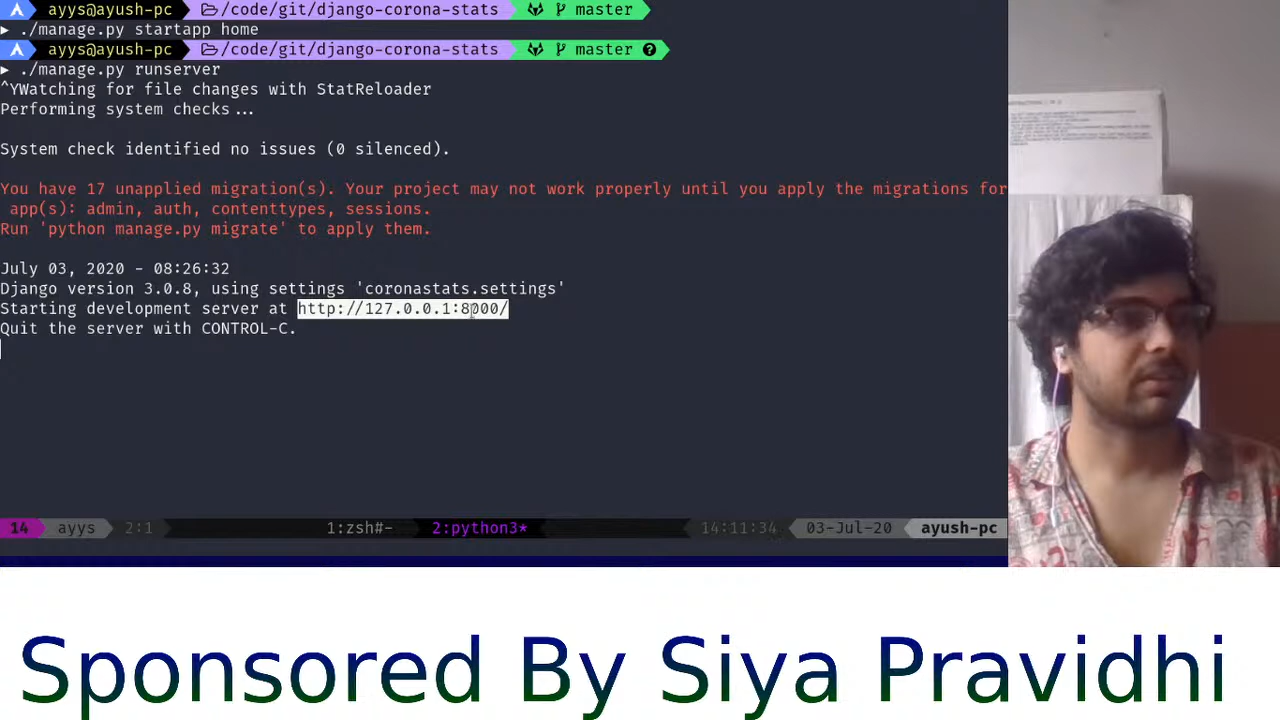 ayys@ayush-pc /code/git/django-corona-stats master
▸ ./manage.py startapp home
ayys@ayush-pc /code/git/django-corona-stats master ?
▸ ./manage.py runserver
^YWatching for file changes with StatReloader
Performing system checks...
System check identified no issues (0 silenced).
You have 17 unapplied migration(s). Your project may not work properly until you apply the migrations for
app(s): admin, auth, contenttypes, sessions.
Run 'python manage.py migrate' to apply them.
July 03, 2020 - 08:26:32
Django version 3.0.8, using settings 'coronastats.settings'
Starting development server at http://127.0.0.1:8000/
Quit the server with CONTROL-C.
14 ayys 2:1 1:zsh#- 2:python3* 14:11:34 03-Jul-20 ayush-pc
Sponsored By Siya Pravidhi